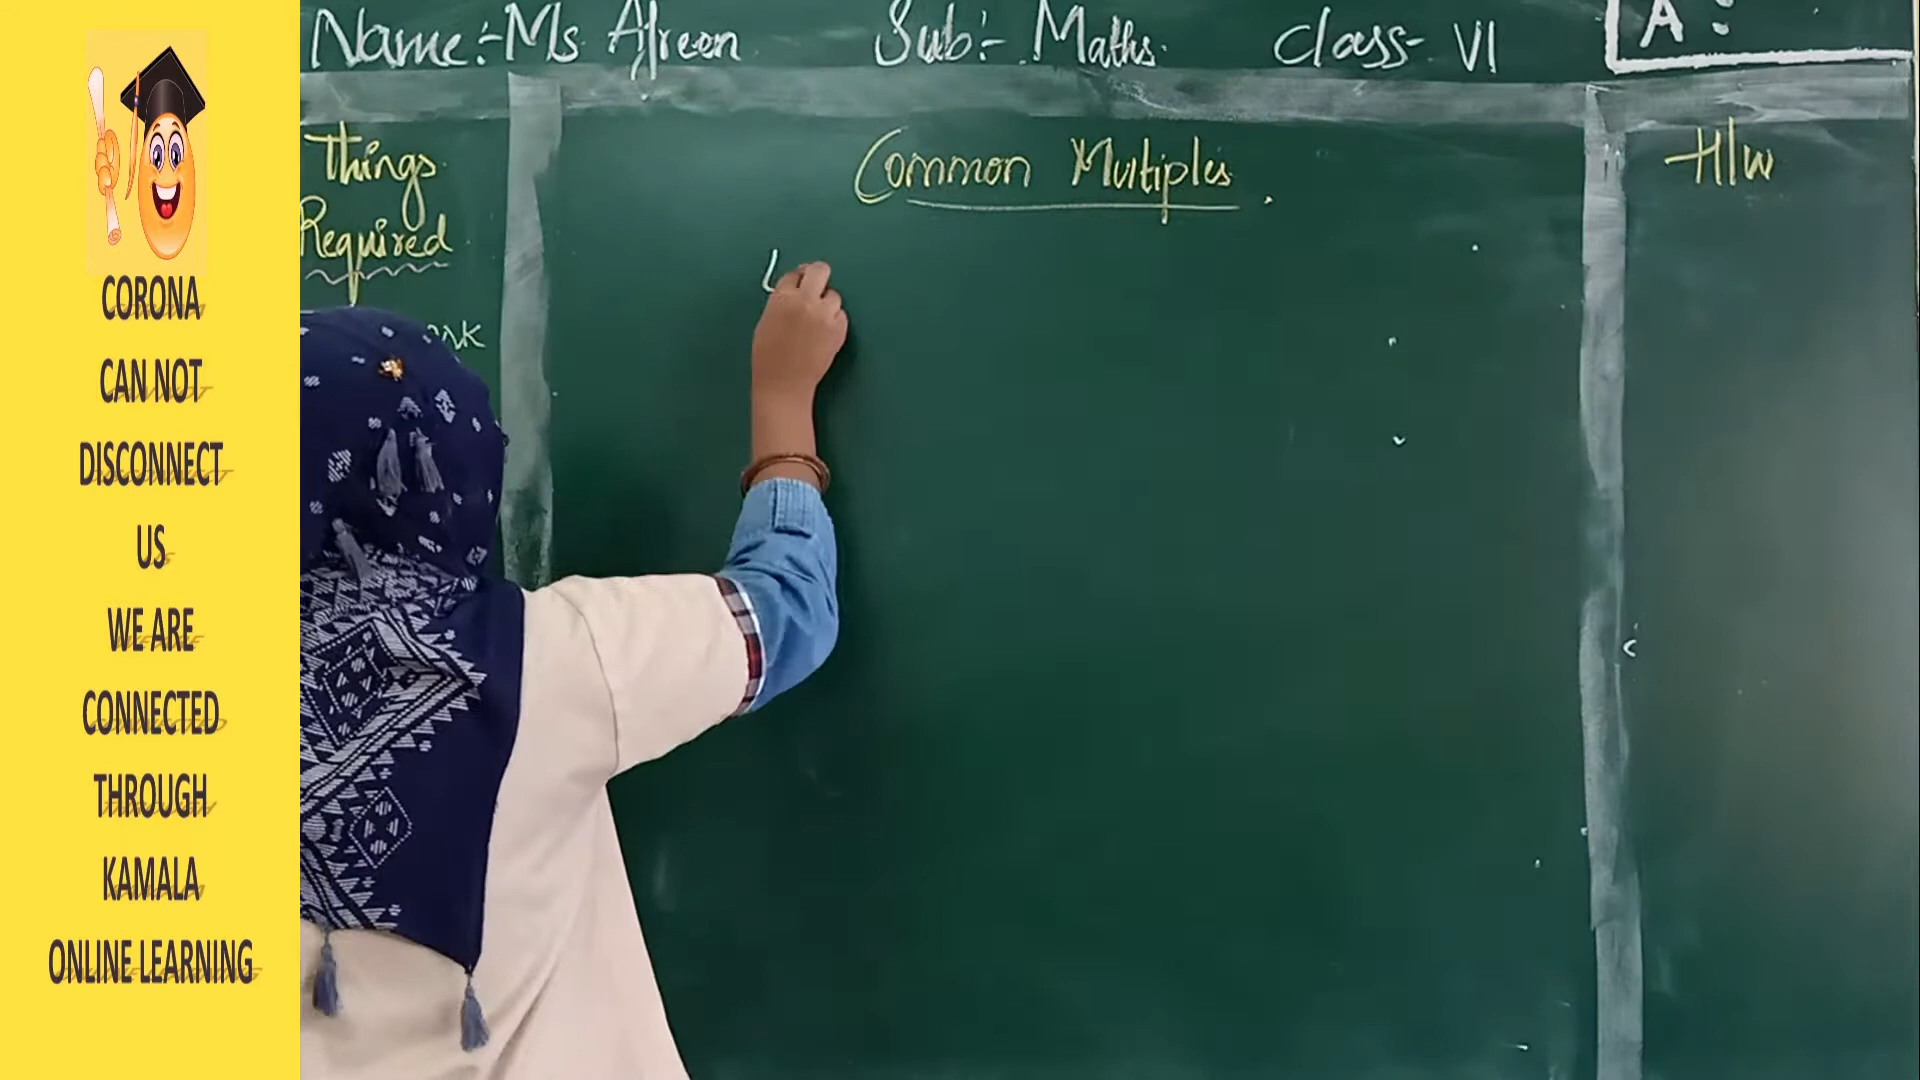 CORONA
CAN NOT
DISCONNECT
US
WE ARE
CONNECTED
THROUGH
KAMALA
ONLINE LEARNING
Name:-Ms Afreen Sub:- Maths. Class- VI
A:
Things
Required
Common Multiples.
H/w